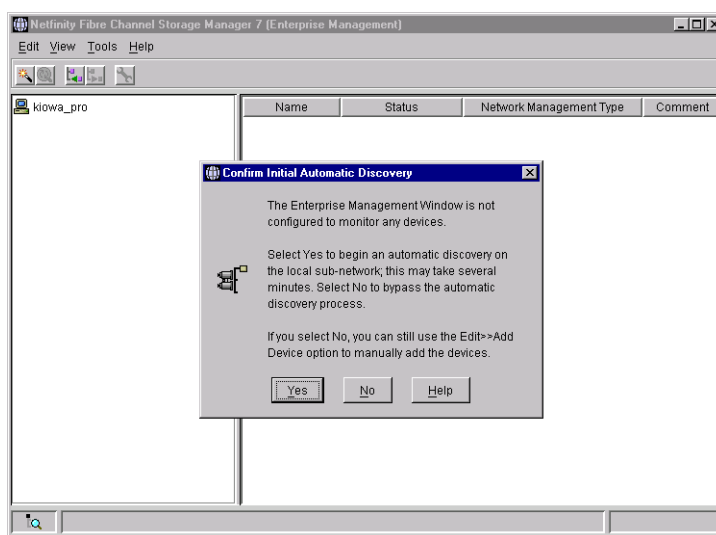 Netfinity Fibre Channel Storage Manager 7 (Enterprise Management)
Edit View Tools Help
kiowa_pro
Name Status Network Management Type Comment
Confirm Initial Automatic Discovery
The Enterprise Management Window is not
configured to monitor any devices.
Select Yes to begin an automatic discovery on
the local sub-network; this may take several
minutes. Select No to bypass the automatic
discovery process.
If you select No, you can still use the Edit>>Add
Device option to manually add the devices.
Yes No Help